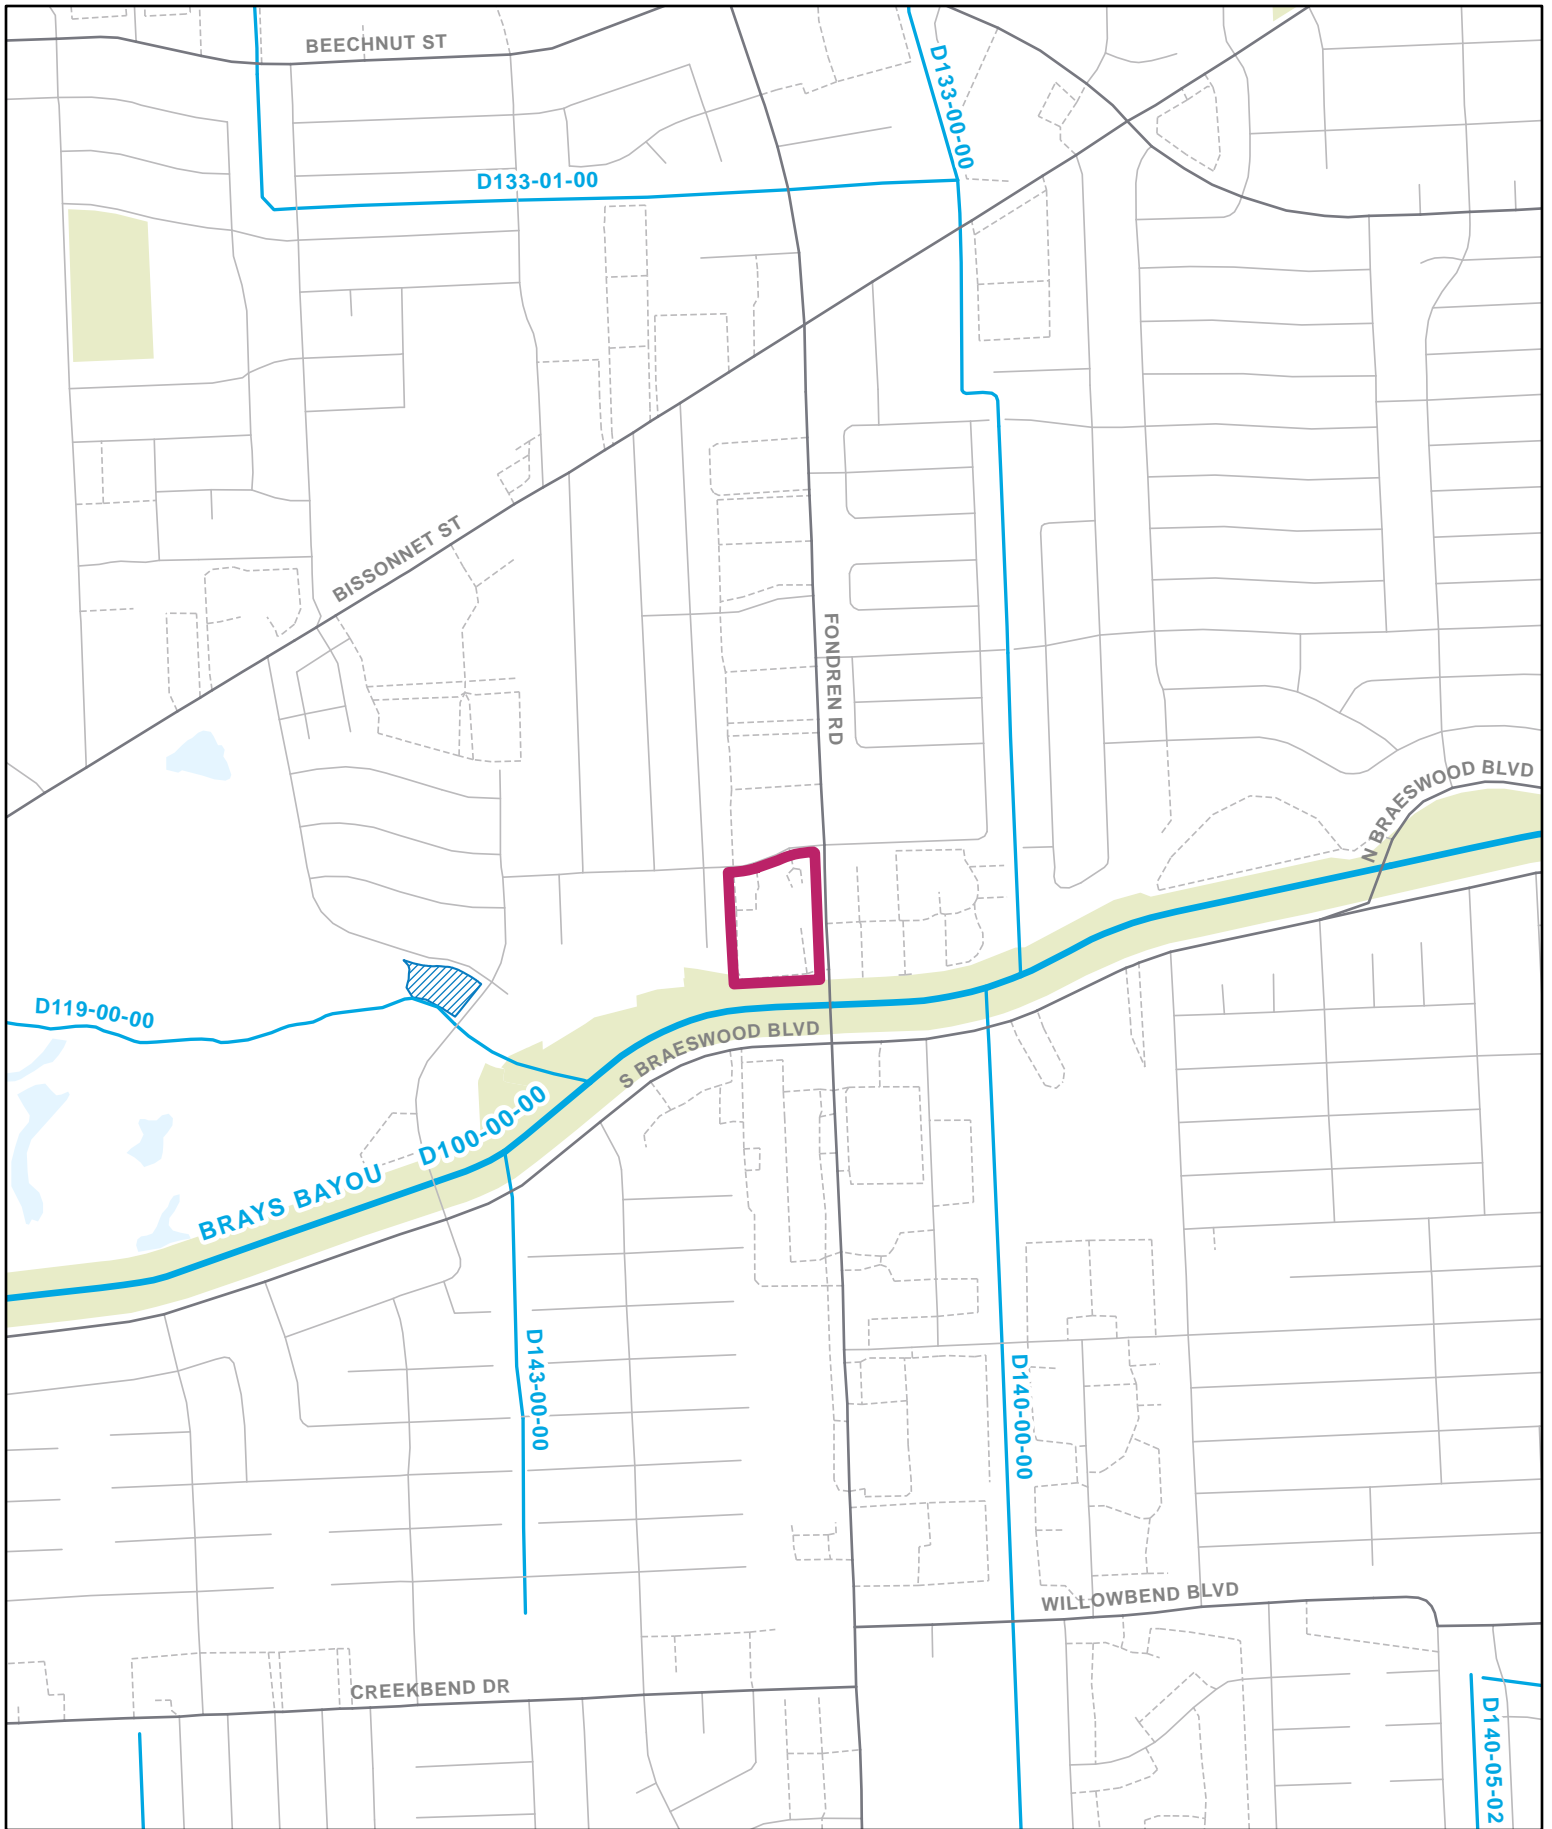 BEECHNUT ST
D133-00-00
D133-01-00
BISSONNET ST
FONDREN RD
N BRAESWOOD BLVD
D119-00-00
S BRAESWOOD BLVD
D100-00-00
BRAYS BAYOU
D143-00-00
D140-00-00
WILLOWBEND BLVD
CREEKBEND DR
D140-05-02